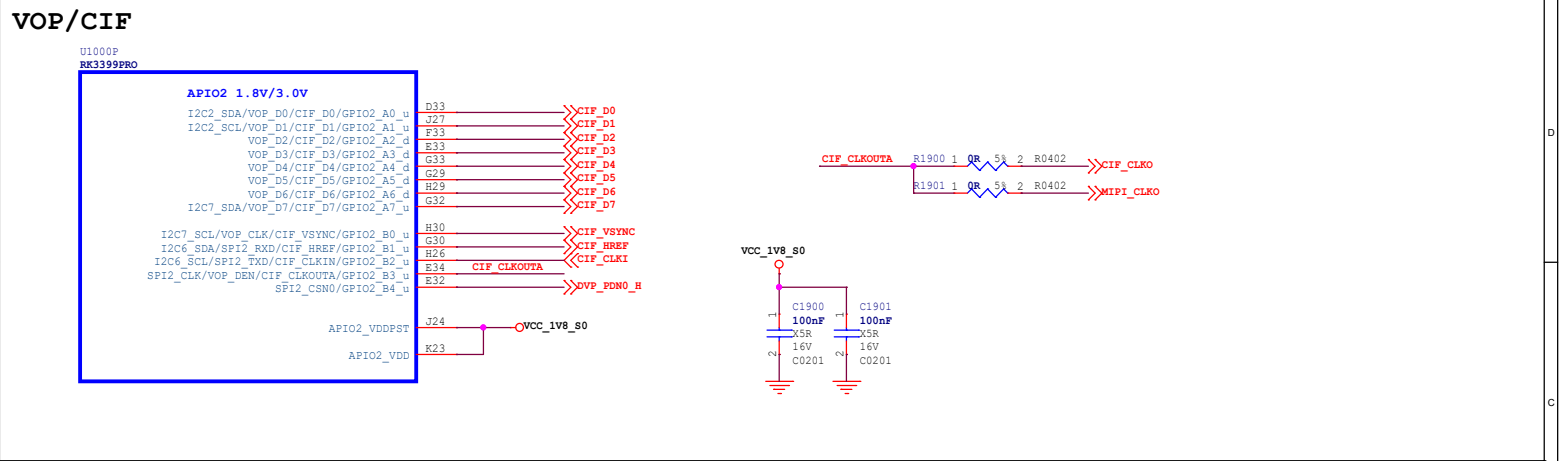 VOP/CIF
U1000P
RK3399PRO
APIO2 1.8V/3.0V
I2C2_SDA/VOP_D0/CIF_D0/GPIO2_A0_u D33 CIF_D0
I2C2_SCL/VOP_D1/CIF_D1/GPIO2_A1_u J27 CIF_D1
VOP_D2/CIF_D2/GPIO2_A2_d F33 CIF_D2
VOP_D3/CIF_D3/GPIO2_A3_d E33 CIF_D3
VOP_D4/CIF_D4/GPIO2_A4_d G33 CIF_D4
VOP_D5/CIF_D5/GPIO2_A5_d G29 CIF_D5
VOP_D6/CIF_D6/GPIO2_A6_d H29 CIF_D6
I2C7_SDA/VOP_D7/CIF_D7/GPIO2_A7_u G32 CIF_D7
I2C7_SCL/VOP_CLK/CIF_VSYNC/GPIO2_B0_u H30 CIF_VSYNC
I2C6_SDA/SPI2_RXD/CIF_HREF/GPIO2_B1_u G30 CIF_HREF
I2C6_SCL/SPI2_TXD/CIF_CLKIN/GPIO2_B2_u H26 CIF_CLKI
SPI2_CLK/VOP_DEN/CIF_CLKOUTA/GPIO2_B3_u E34 CIF_CLKOUTA
SPI2_CSN0/GPIO2_B4_u E32 DVP_PDN0_H
APIO2_VDDPST J24 VCC_1V8_S0
APIO2_VDD K23
CIF_CLKOUTA R1900 1 0R 5% 2 R0402 CIF_CLKO
R1901 1 0R 5% 2 R0402 MIPI_CLKO
VCC_1V8_S0
C1900 C1901
1 100nF 1 100nF
X5R X5R
2 16V 2 16V
C0201 C0201
D
C